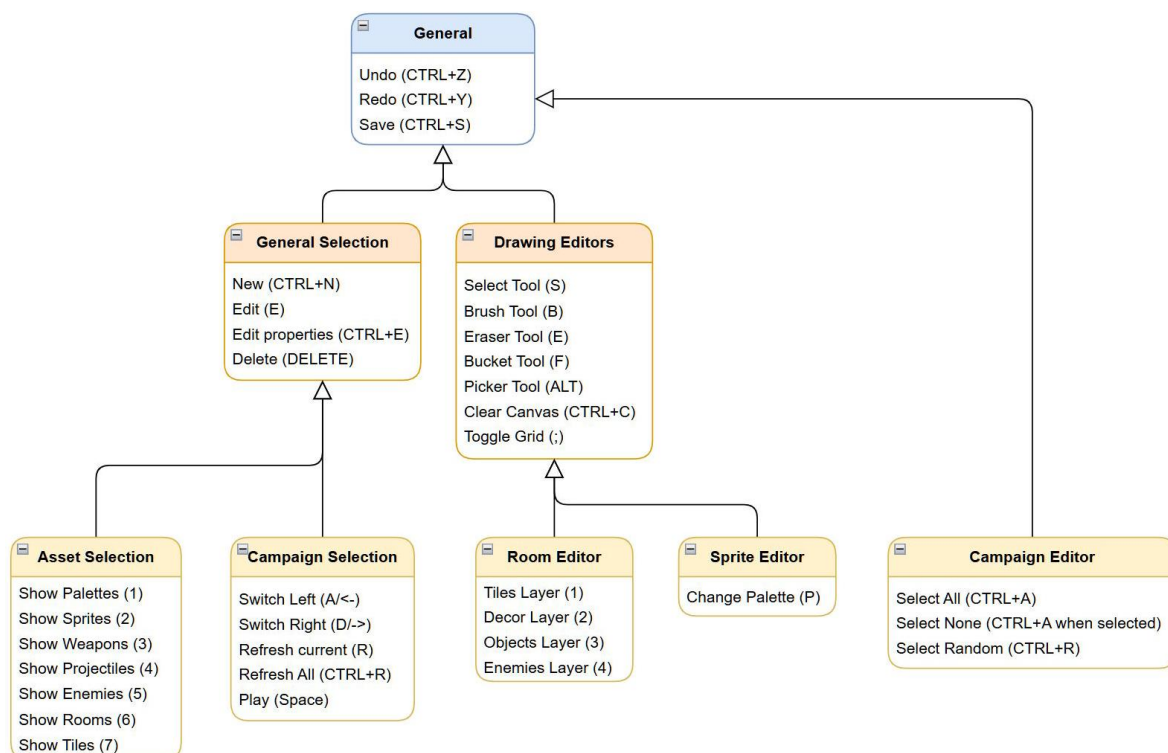 General
Undo (CTRL+Z)
Redo (CTRL+Y)
Save (CTRL+S)
General Selection
New (CTRL+N)
Edit (E)
Edit properties (CTRL+E)
Delete (DELETE)
Drawing Editors
Select Tool (S)
Brush Tool (B)
Eraser Tool (E)
Bucket Tool (F)
Picker Tool (ALT)
Clear Canvas (CTRL+C)
Toggle Grid (;)
Asset Selection
Show Palettes (1)
Show Sprites (2)
Show Weapons (3)
Show Projectiles (4)
Show Enemies (5)
Show Rooms (6)
Show Tiles (7)
Campaign Selection
Switch Left (A/<-)
Switch Right (D/->)
Refresh current (R)
Refresh All (CTRL+R)
Play (Space)
Room Editor
Tiles Layer (1)
Decor Layer (2)
Objects Layer (3)
Enemies Layer (4)
Sprite Editor
Change Palette (P)
Campaign Editor
Select All (CTRL+A)
Select None (CTRL+A when selected)
Select Random (CTRL+R)